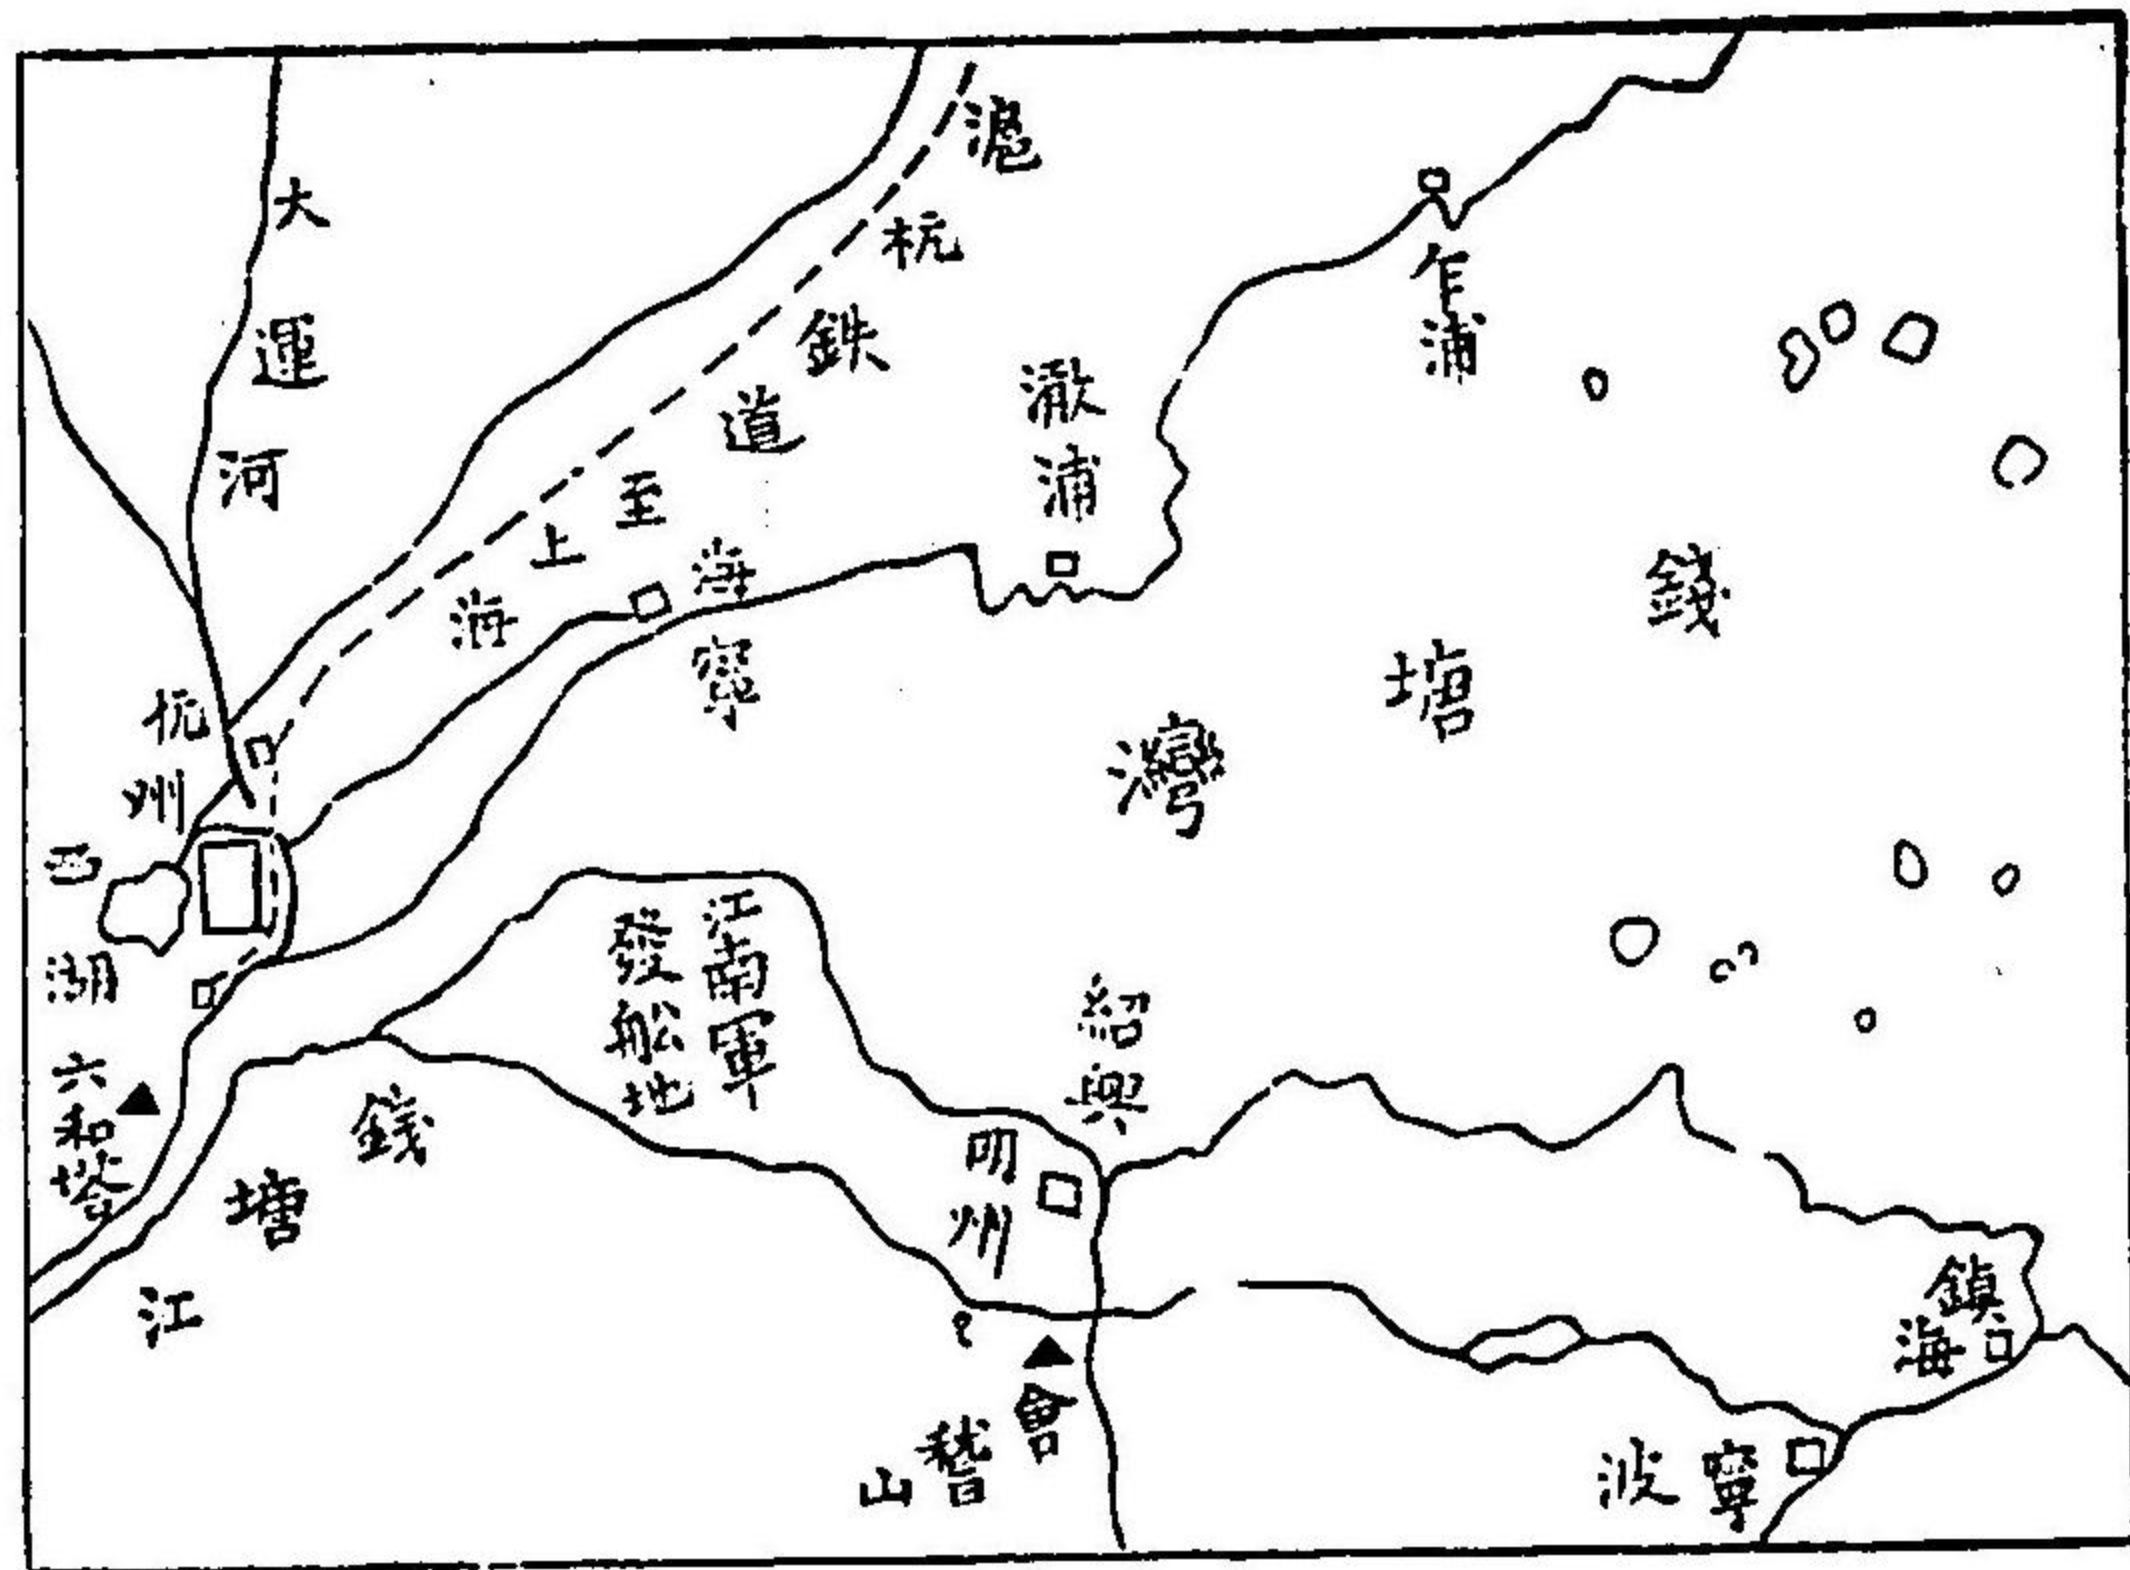 大運河
滬杭鉄道至上海
乍浦
澉浦
海寧
錢塘灣
杭州
西湖
六和塔
錢塘江
江南軍
發船地
紹興
明州
會稽山
鎮海
寧波